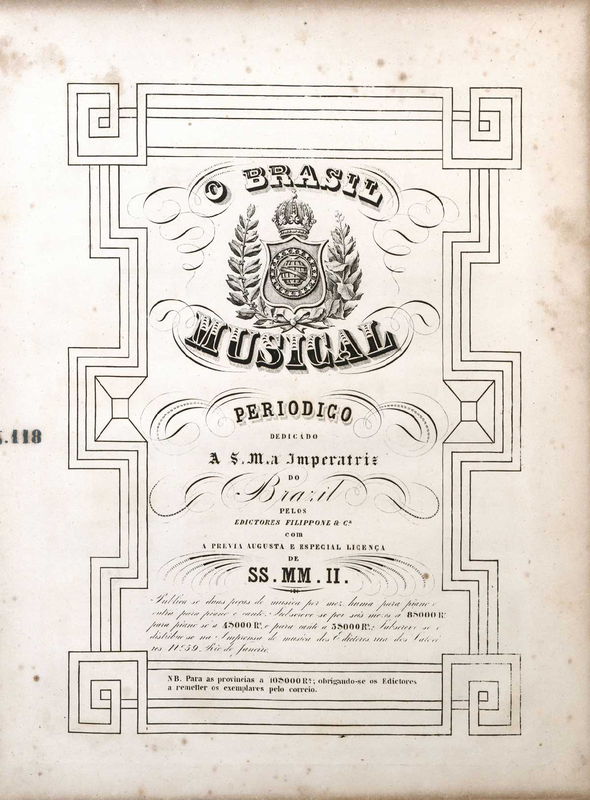 O BRASIL
MUSICAL
PERIODICO
DEDICADO
A S.M.a Imperatriz
DO
Brazil
PELOS
EDICTORES FILIPPONE & Cª
com
A PREVIA AUGUSTA E ESPECIAL LICENÇA
DE
SS. MM. II.
Publica se duas peças de musica por mez, huma para piano e
outra para piano e canto. Subscreve se por seis mezes a 8$000 Rs
para piano só a 4$000 Rs e para canto a 5$000 Rs. Subscreve se e
distribue se na Imprensa de musica dos Edictores rua dos Latoei
ros Nº 59. Rio de Janeiro.
NB. Para as provincias a 10$000 Rs; obrigando-se os Edictores
a remetter os exemplares pelo correio.
.118